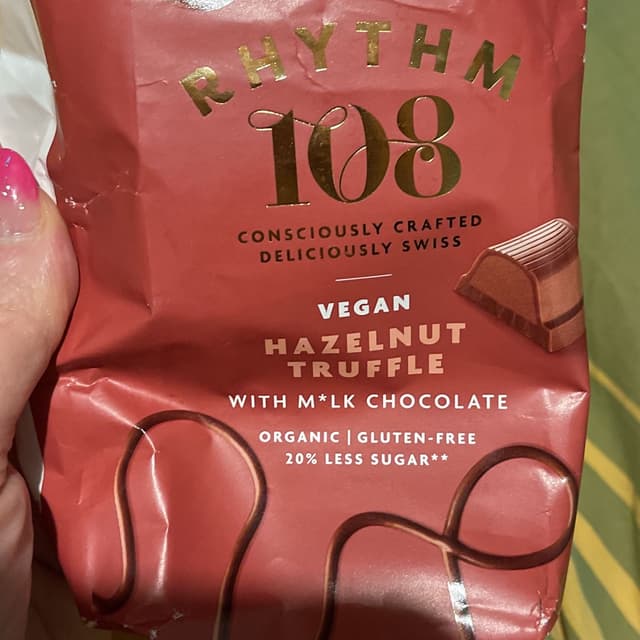 RHYTHM
108
CONSCIOUSLY CRAFTED
DELICIOUSLY SWISS
VEGAN
HAZELNUT
TRUFFLE
WITH M*LK CHOCOLATE
ORGANIC | GLUTEN-FREE
20% LESS SUGAR**